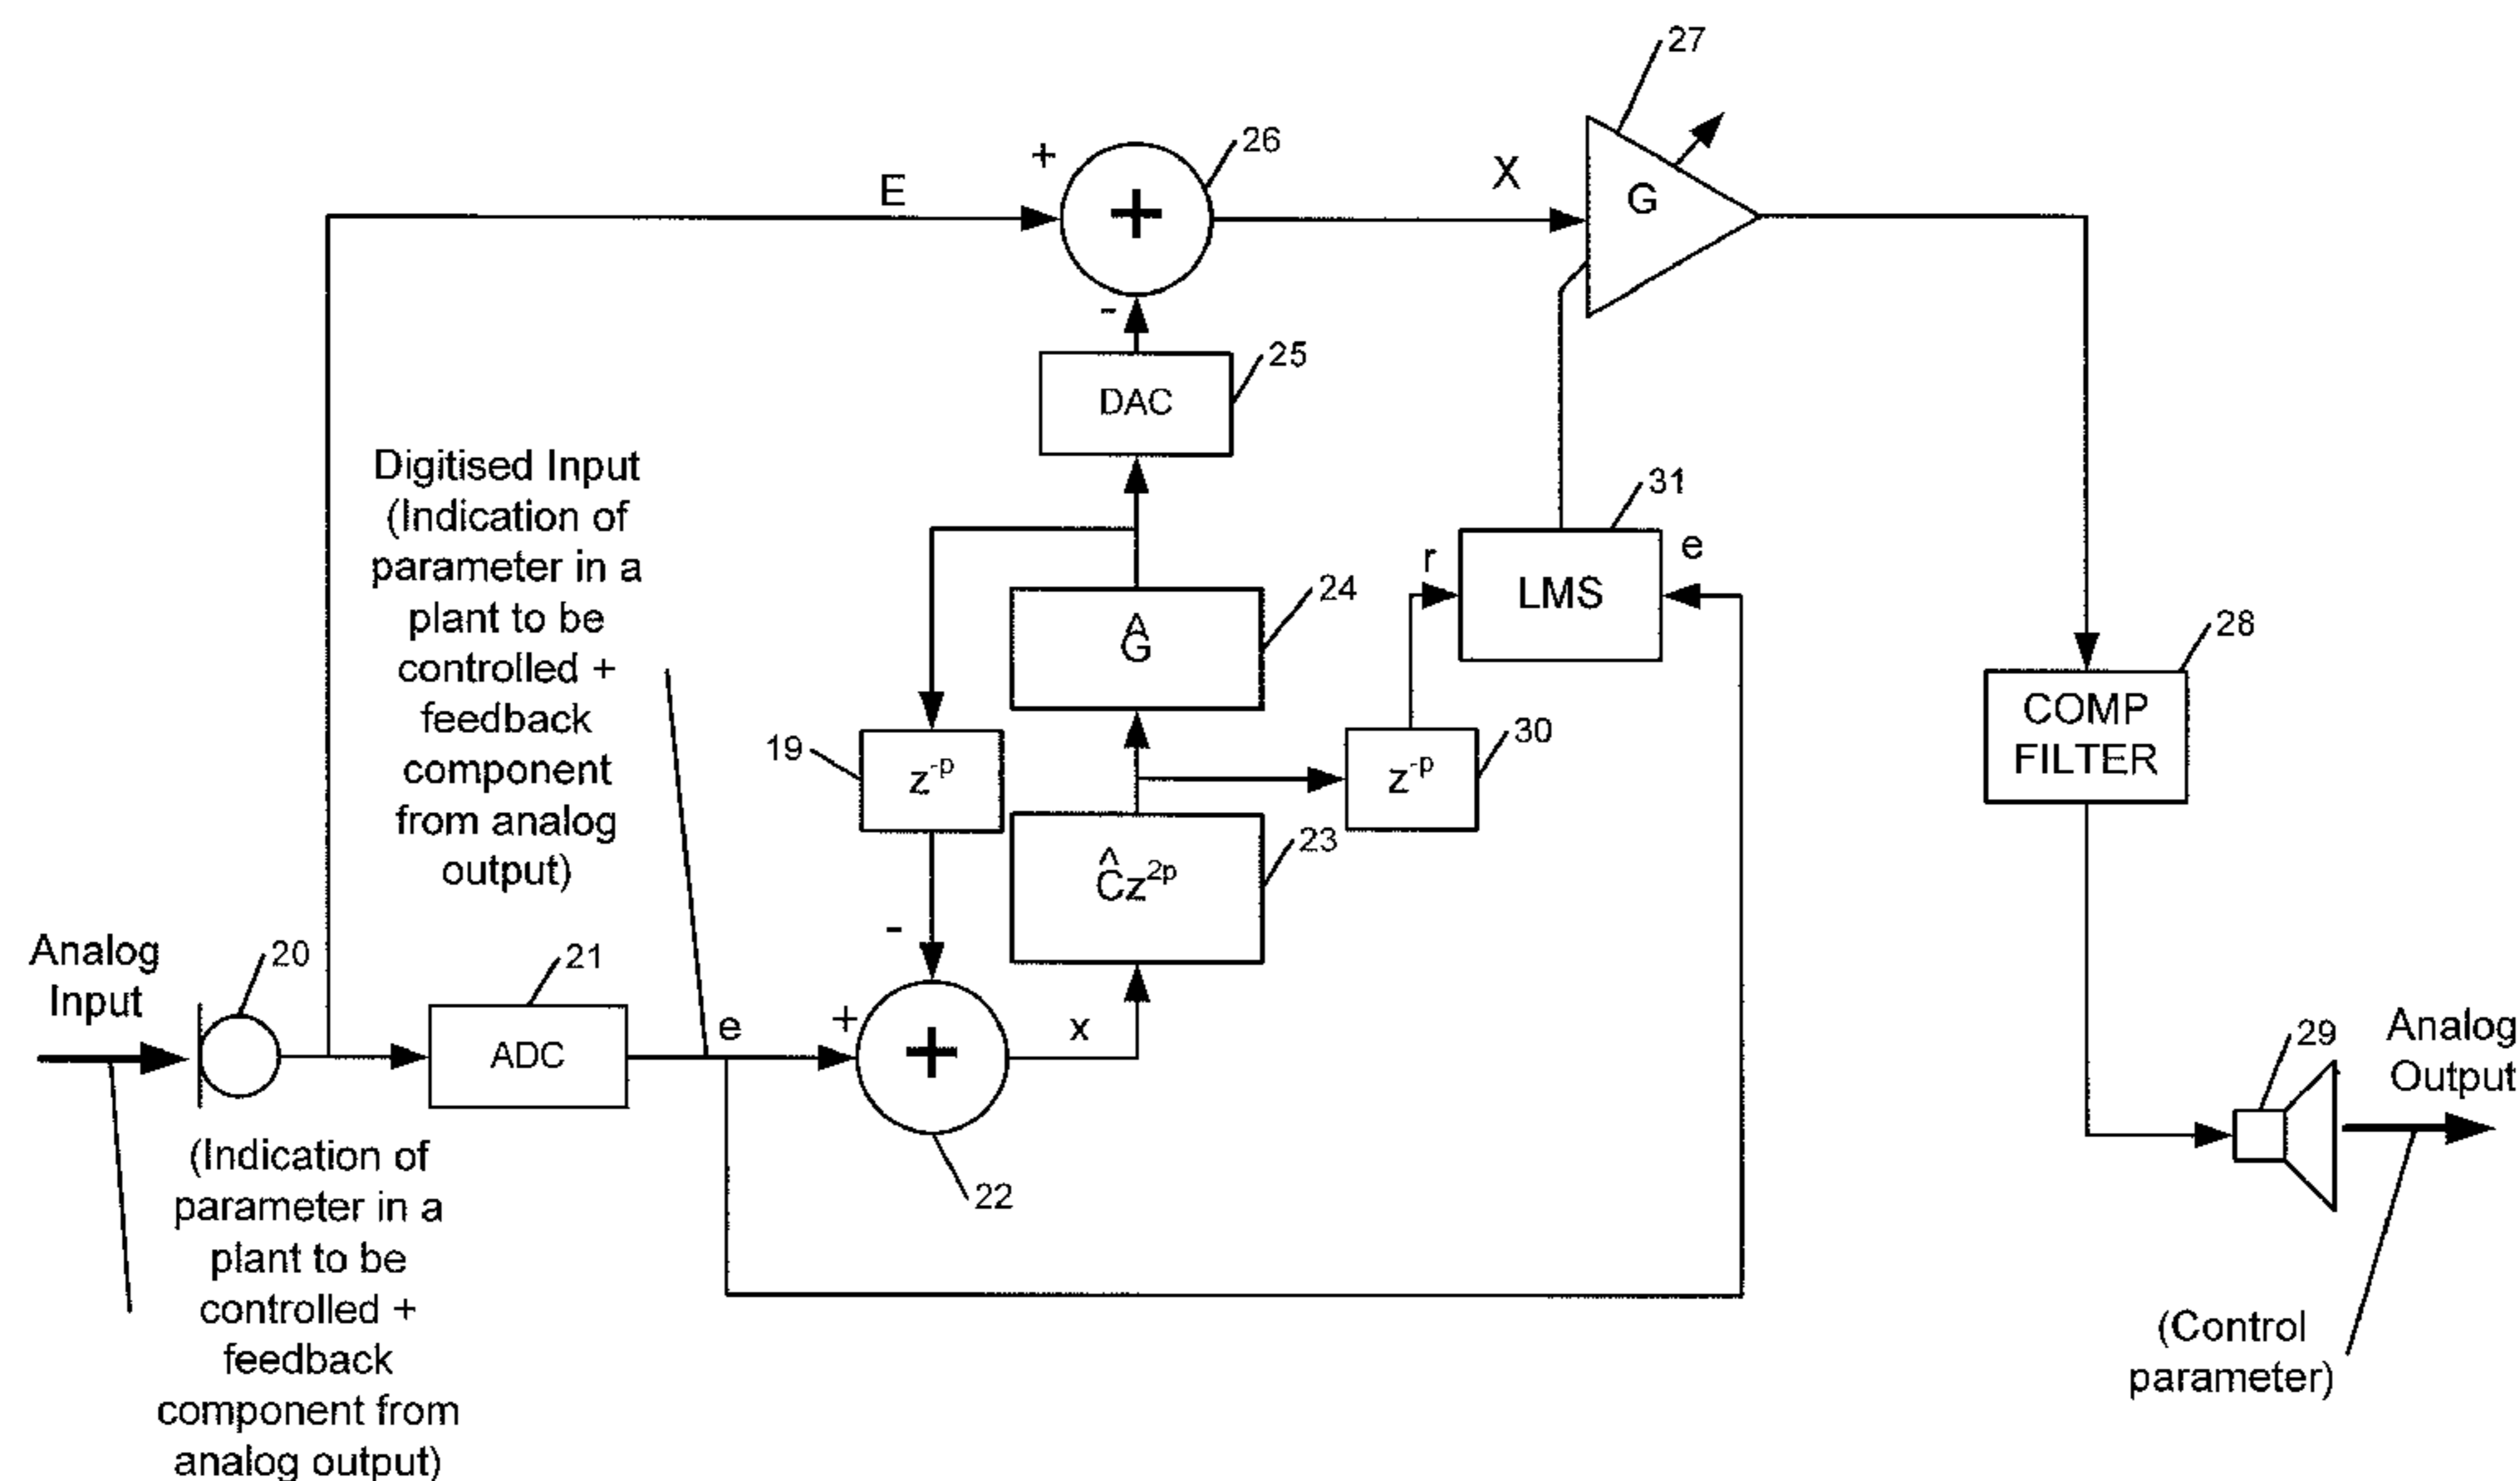 27
26
+
E
X
G
+
-
25
DAC
Digitised Input
(Indication of
parameter in a
plant to be
controlled +
feedback
component
from analog
output)
31
r
e
LMS
24
Ĝ
28
COMP
FILTER
19
z⁻ᵖ
30
z⁻ᵖ
23
Ĉz²ᵖ
-
Analog
Input
20
21
ADC
e
+
+
x
22
29
Analog
Output
(Indication of
parameter in a
plant to be
controlled +
feedback
component from
analog output)
(Control
parameter)